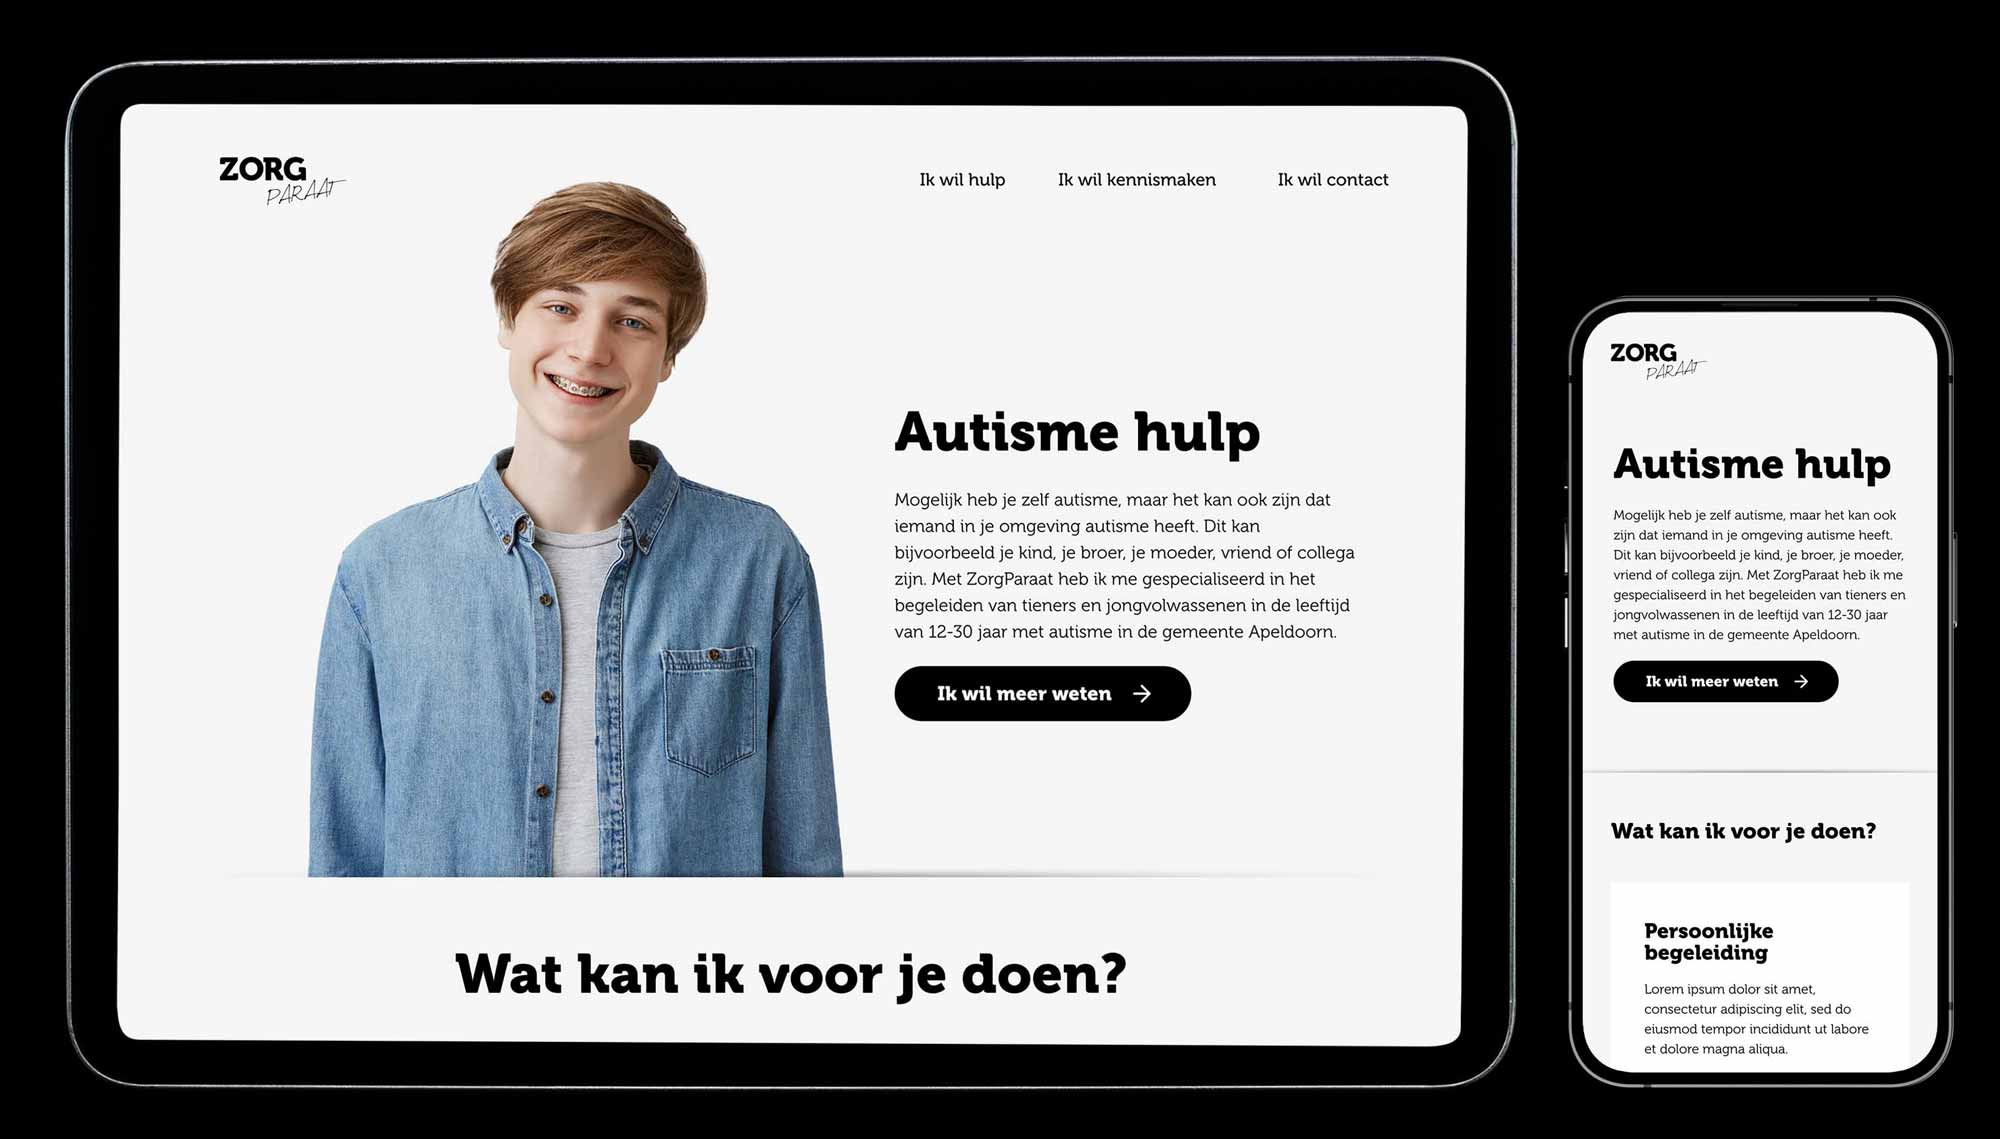 ZORG
PARAAT
Ik wil hulp
Ik wil kennismaken
Ik wil contact
Autisme hulp
Mogelijk heb je zelf autisme, maar het kan ook zijn dat
iemand in je omgeving autisme heeft. Dit kan
bijvoorbeeld je kind, je broer, je moeder, vriend of collega
zijn. Met ZorgParaat heb ik me gespecialiseerd in het
begeleiden van tieners en jongvolwassenen in de leeftijd
van 12-30 jaar met autisme in de gemeente Apeldoorn.
Ik wil meer weten →
Wat kan ik voor je doen?
ZORG
PARAAT
Autisme hulp
Mogelijk heb je zelf autisme, maar het kan ook
zijn dat iemand in je omgeving autisme heeft.
Dit kan bijvoorbeeld je kind, je broer, je moeder,
vriend of collega zijn. Met ZorgParaat heb ik me
gespecialiseerd in het begeleiden van tieners en
jongvolwassenen in de leeftijd van 12-30 jaar
met autisme in de gemeente Apeldoorn.
Ik wil meer weten →
Wat kan ik voor je doen?
Persoonlijke
begeleiding
Lorem ipsum dolor sit amet,
consectetur adipiscing elit, sed do
eiusmod tempor incididunt ut labore
et dolore magna aliqua.